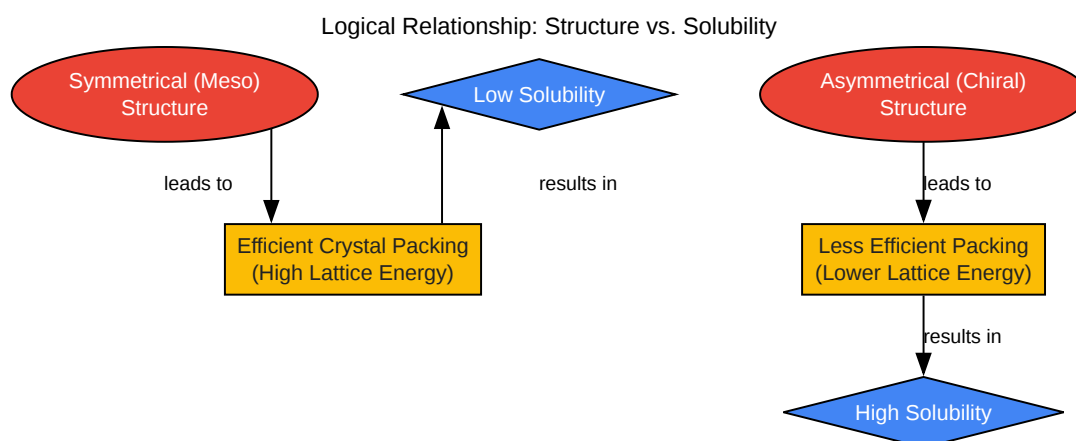 Logical Relationship: Structure vs. Solubility
Symmetrical (Meso)
Structure
leads to
Efficient Crystal Packing
(High Lattice Energy)
results in
Low Solubility
Asymmetrical (Chiral)
Structure
leads to
Less Efficient Packing
(Lower Lattice Energy)
results in
High Solubility